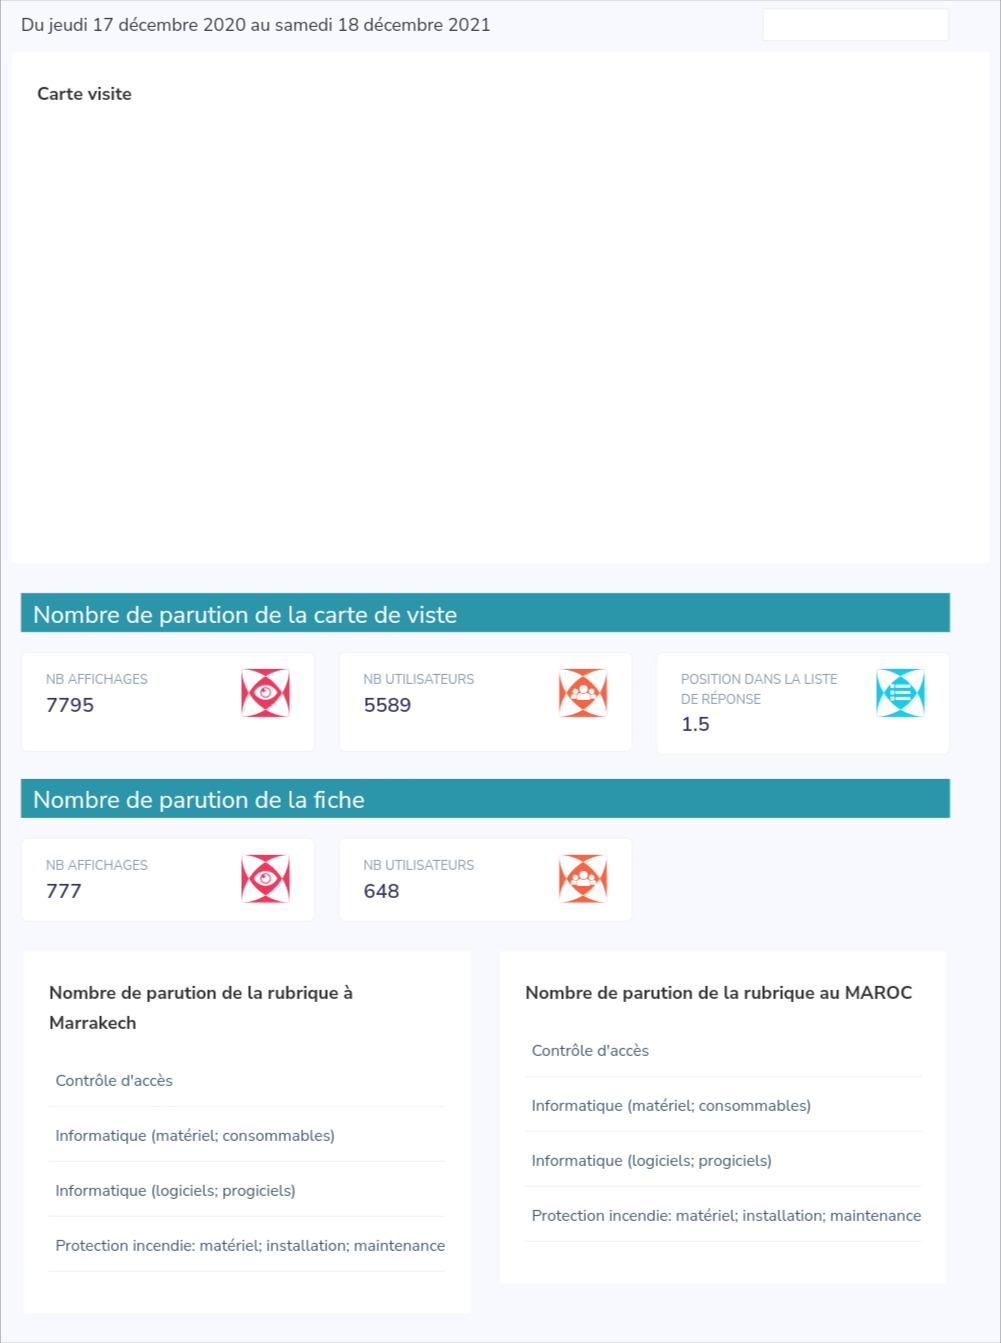 Du jeudi 17 décembre 2020 au samedi 18 décembre 2021
Carte visite
Nombre de parution de la carte de viste
NB AFFICHAGES
7795
NB UTILISATEURS
5589
POSITION DANS LA LISTE
DE RÉPONSE
1.5
Nombre de parution de la fiche
NB AFFICHAGES
777
NB UTILISATEURS
648
Nombre de parution de la rubrique à
Marrakech
Contrôle d'accès
Informatique (matériel; consommables)
Informatique (logiciels; progiciels)
Protection incendie: matériel; installation; maintenance
Nombre de parution de la rubrique au MAROC
Contrôle d'accès
Informatique (matériel; consommables)
Informatique (logiciels; progiciels)
Protection incendie: matériel; installation; maintenance